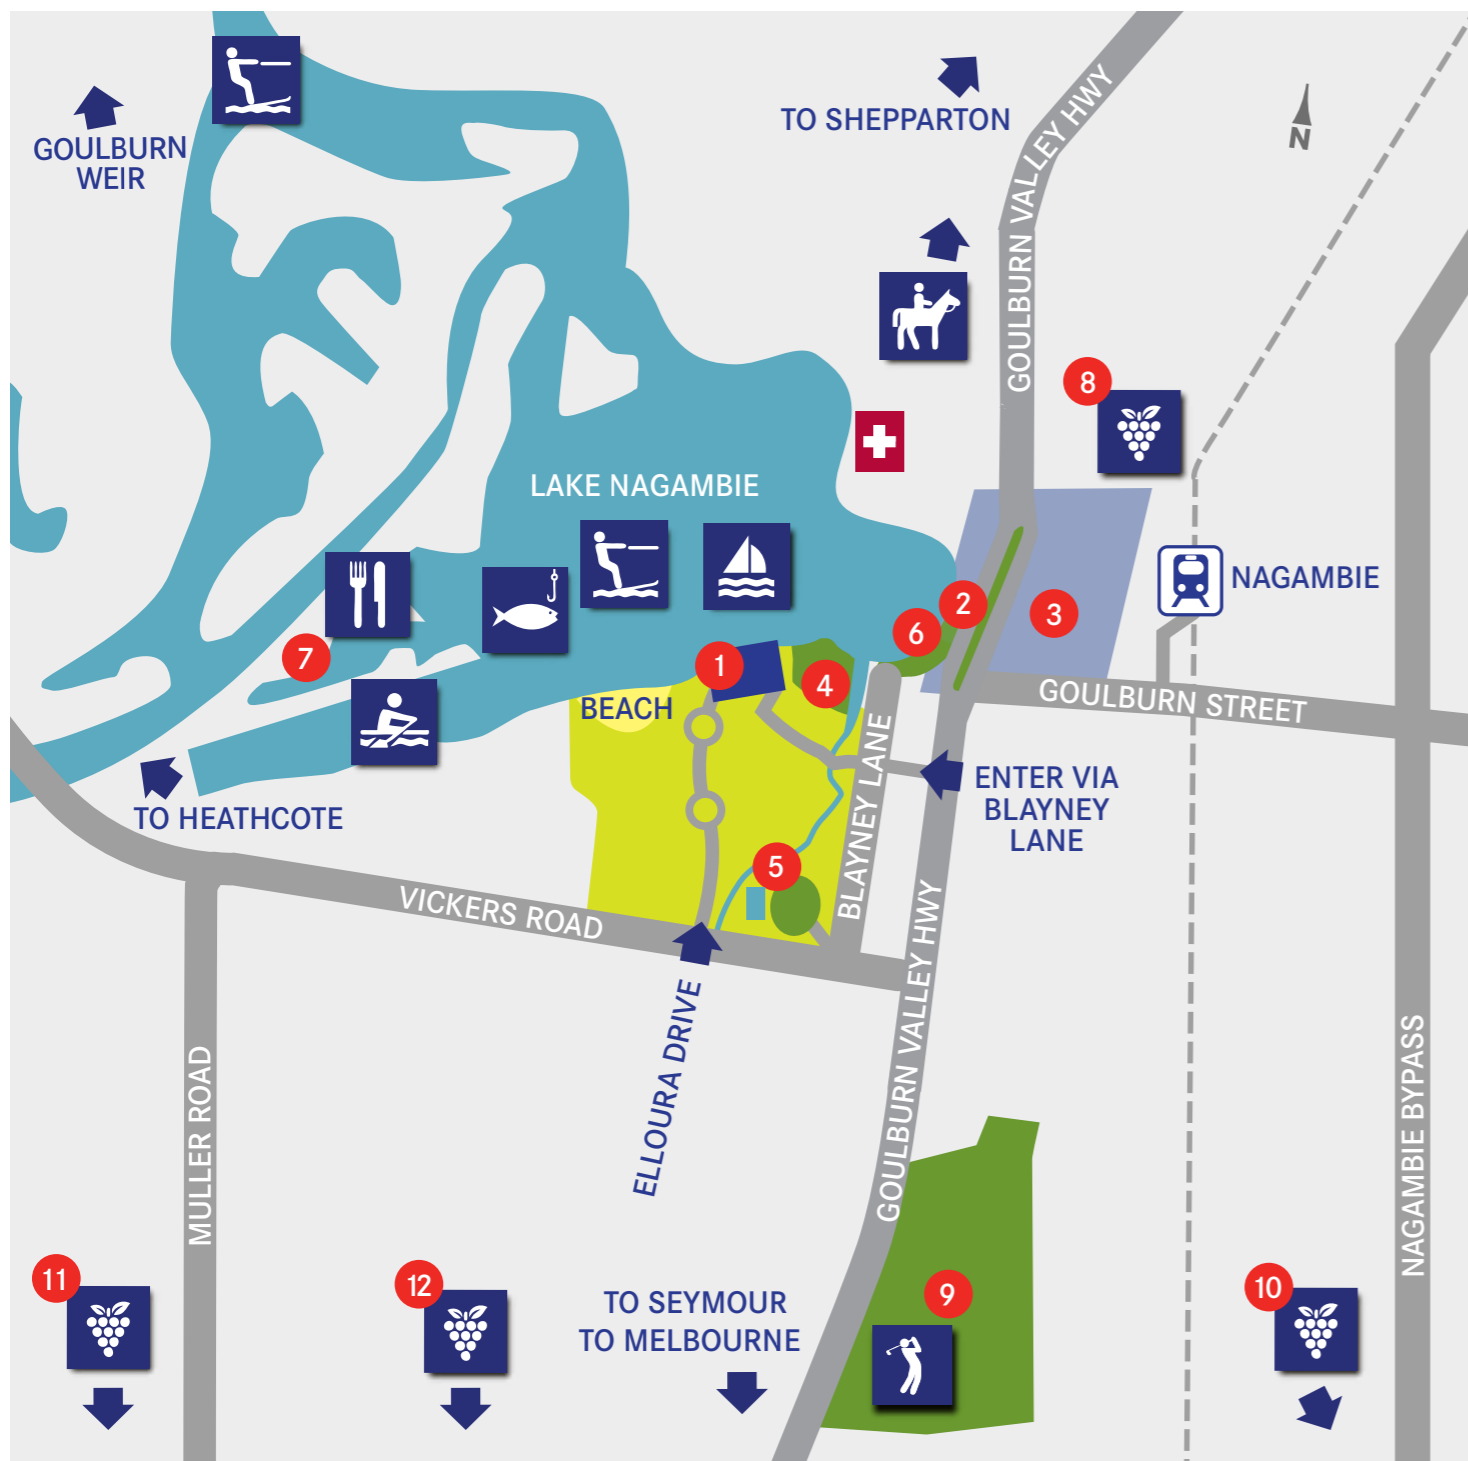 GOULBURN
WEIR
TO SHEPPARTON
N
GOULBURN VALLEY HWY
8
LAKE NAGAMBIE
NAGAMBIE
2
3
6
7
1
4
BEACH
GOULBURN STREET
TO HEATHCOTE
ENTER VIA
BLAYNEY
LANE
BLAYNEY LANE
5
VICKERS ROAD
GOULBURN VALLEY HWY
ELLOURA DRIVE
MULLER ROAD
NAGAMBIE BYPASS
11
12
TO SEYMOUR
TO MELBOURNE
9
10